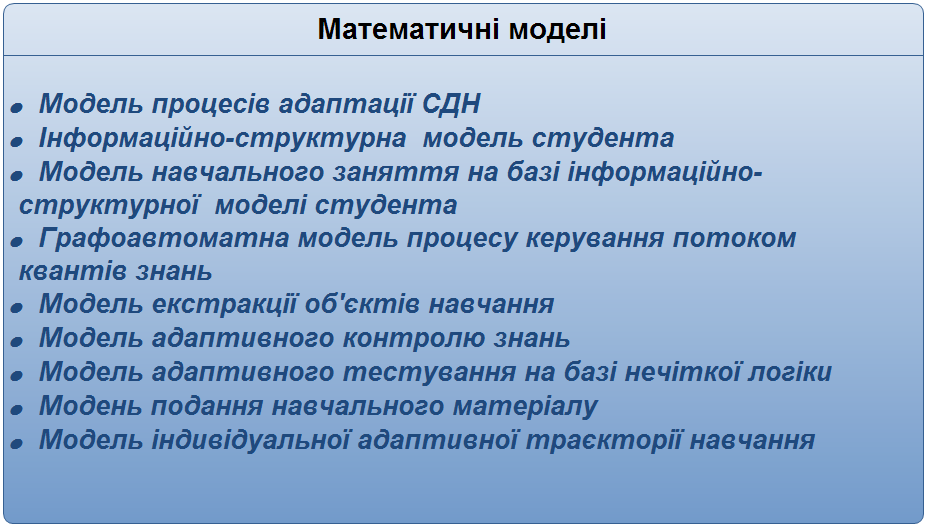 Математичні моделі
● Модель процесів адаптації СДН
● Інформаційно-структурна модель студента
● Модель навчального заняття на базі інформаційно-
структурної моделі студента
● Графоавтоматна модель процесу керування потоком
квантів знань
● Модель екстракції об'єктів навчання
● Модель адаптивного контролю знань
● Модель адаптивного тестування на базі нечіткої логіки
● Модень подання навчального матеріалу
● Модель індивідуальної адаптивної траєкторії навчання